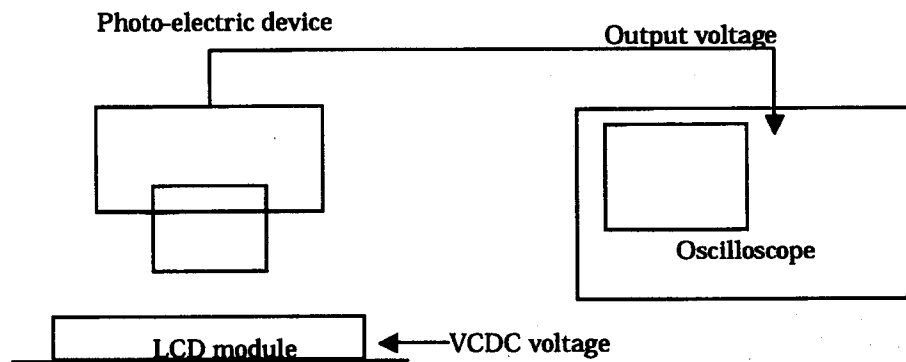 Photo-electric device
Output voltage
Oscilloscope
LCD module
VCDC voltage